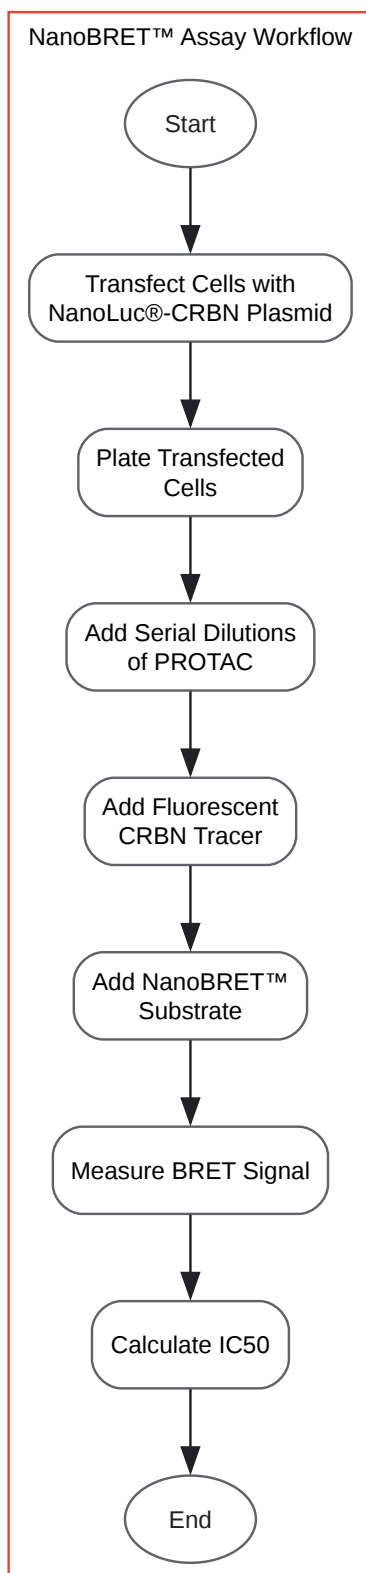 NanoBRET™ Assay Workflow
Start
Transfect Cells with
NanoLuc®-CRBN Plasmid
Plate Transfected
Cells
Add Serial Dilutions
of PROTAC
Add Fluorescent
CRBN Tracer
Add NanoBRET™
Substrate
Measure BRET Signal
Calculate IC50
End